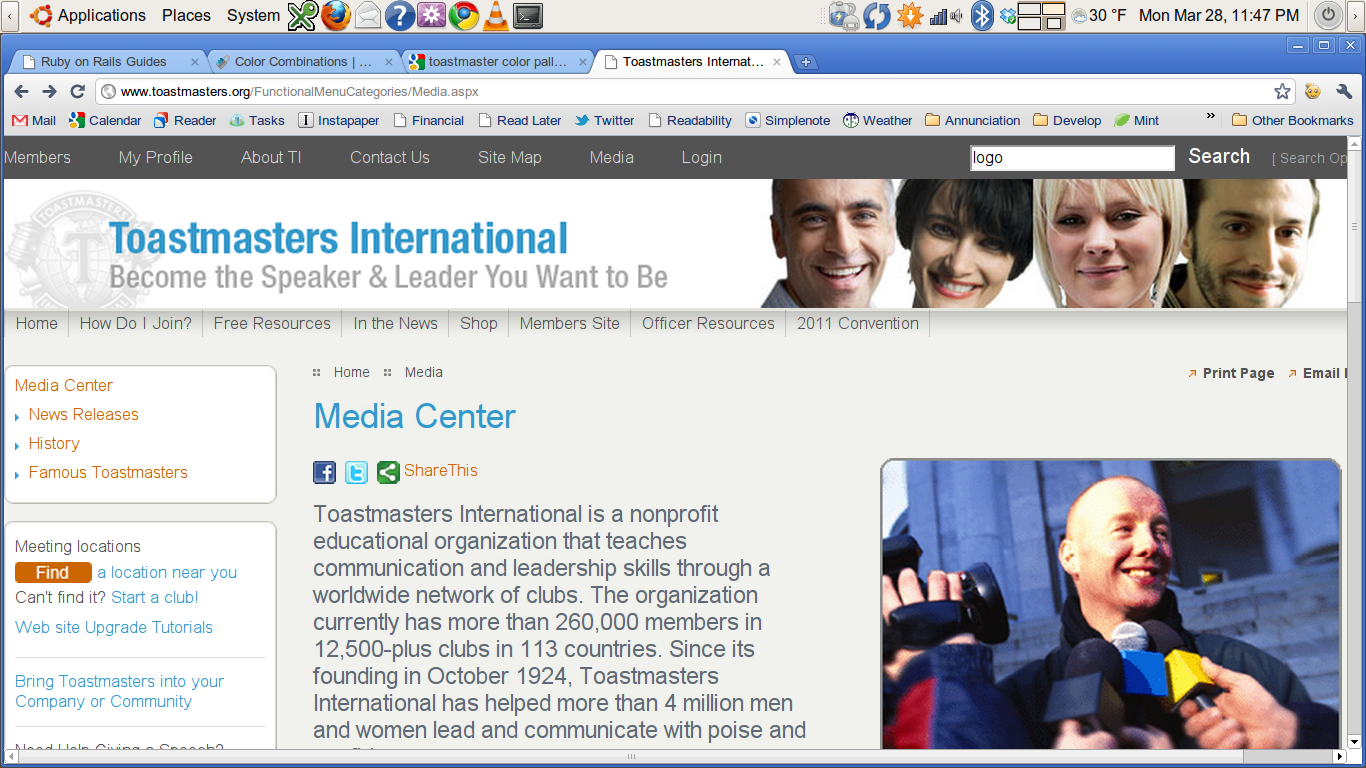 Applications Places System 30 °F Mon Mar 28, 11:47 PM
Ruby on Rails Guides Color Combinations | ... toastmaster color pall... Toastmasters Internat...
www.toastmasters.org/FunctionalMenuCategories/Media.aspx
Mail Calendar Reader Tasks Instapaper Financial Read Later Twitter Readability Simplenote Weather Annunciation Develop Mint » Other Bookmarks
Members My Profile About TI Contact Us Site Map Media Login logo Search [ Search Op
TOASTMASTERS
Toastmasters International
Become the Speaker & Leader You Want to Be
Home How Do I Join? Free Resources In the News Shop Members Site Officer Resources 2011 Convention
Home Media Print Page Email
Media Center
News Releases
History
Famous Toastmasters
Meeting locations
Find a location near you
Can't find it? Start a club!
Web site Upgrade Tutorials
Bring Toastmasters into your
Company or Community
Need Help Giving a Speech?
Media Center
ShareThis
Toastmasters International is a nonprofit
educational organization that teaches
communication and leadership skills through a
worldwide network of clubs. The organization
currently has more than 260,000 members in
12,500-plus clubs in 113 countries. Since its
founding in October 1924, Toastmasters
International has helped more than 4 million men
and women lead and communicate with poise and